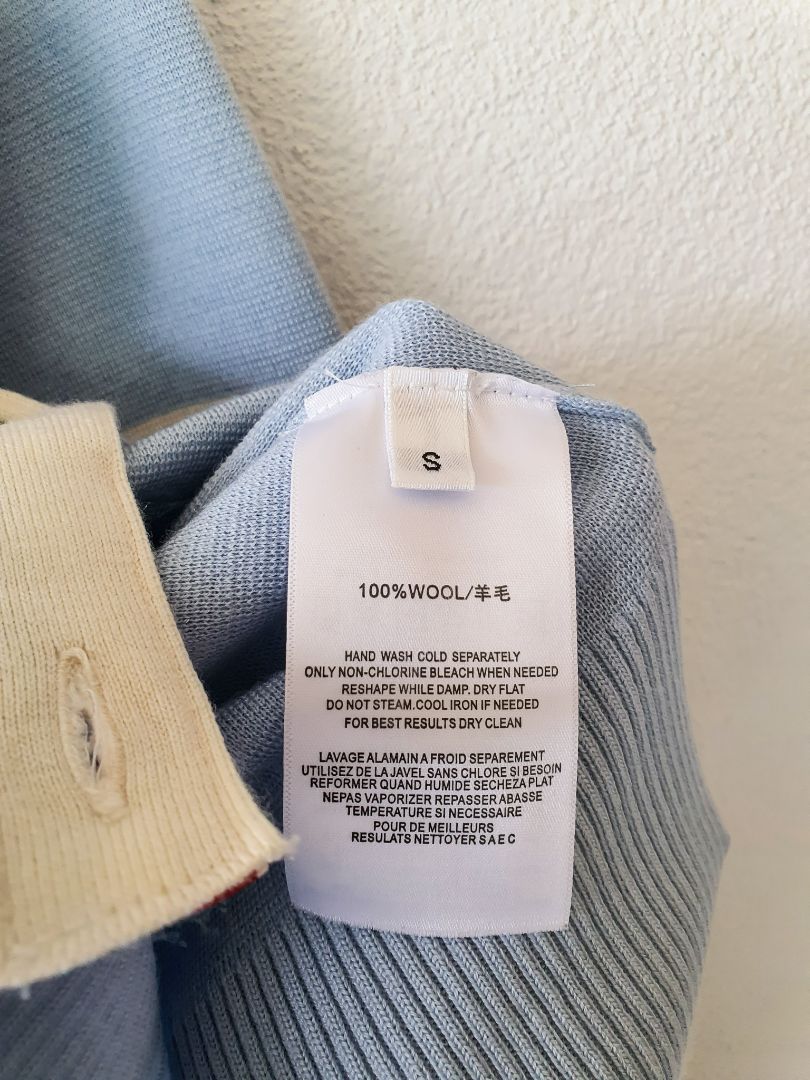 S
100%WOOL/羊毛
HAND WASH COLD SEPARATELY
ONLY NON-CHLORINE BLEACH WHEN NEEDED
RESHAPE WHILE DAMP. DRY FLAT
DO NOT STEAM.COOL IRON IF NEEDED
FOR BEST RESULTS DRY CLEAN
LAVAGE ALAMAIN A FROID SEPAREMENT
UTILISEZ DE LA JAVEL SANS CHLORE SI BESOIN
REFORMER QUAND HUMIDE SECHEZA PLAT
NEPAS VAPORIZER REPASSER ABASSE
TEMPERATURE SI NECESSAIRE
POUR DE MEILLEURS
RESULATS NETTOYER S A E C